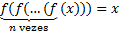 f(f(…(f(x))) = x
n vezes